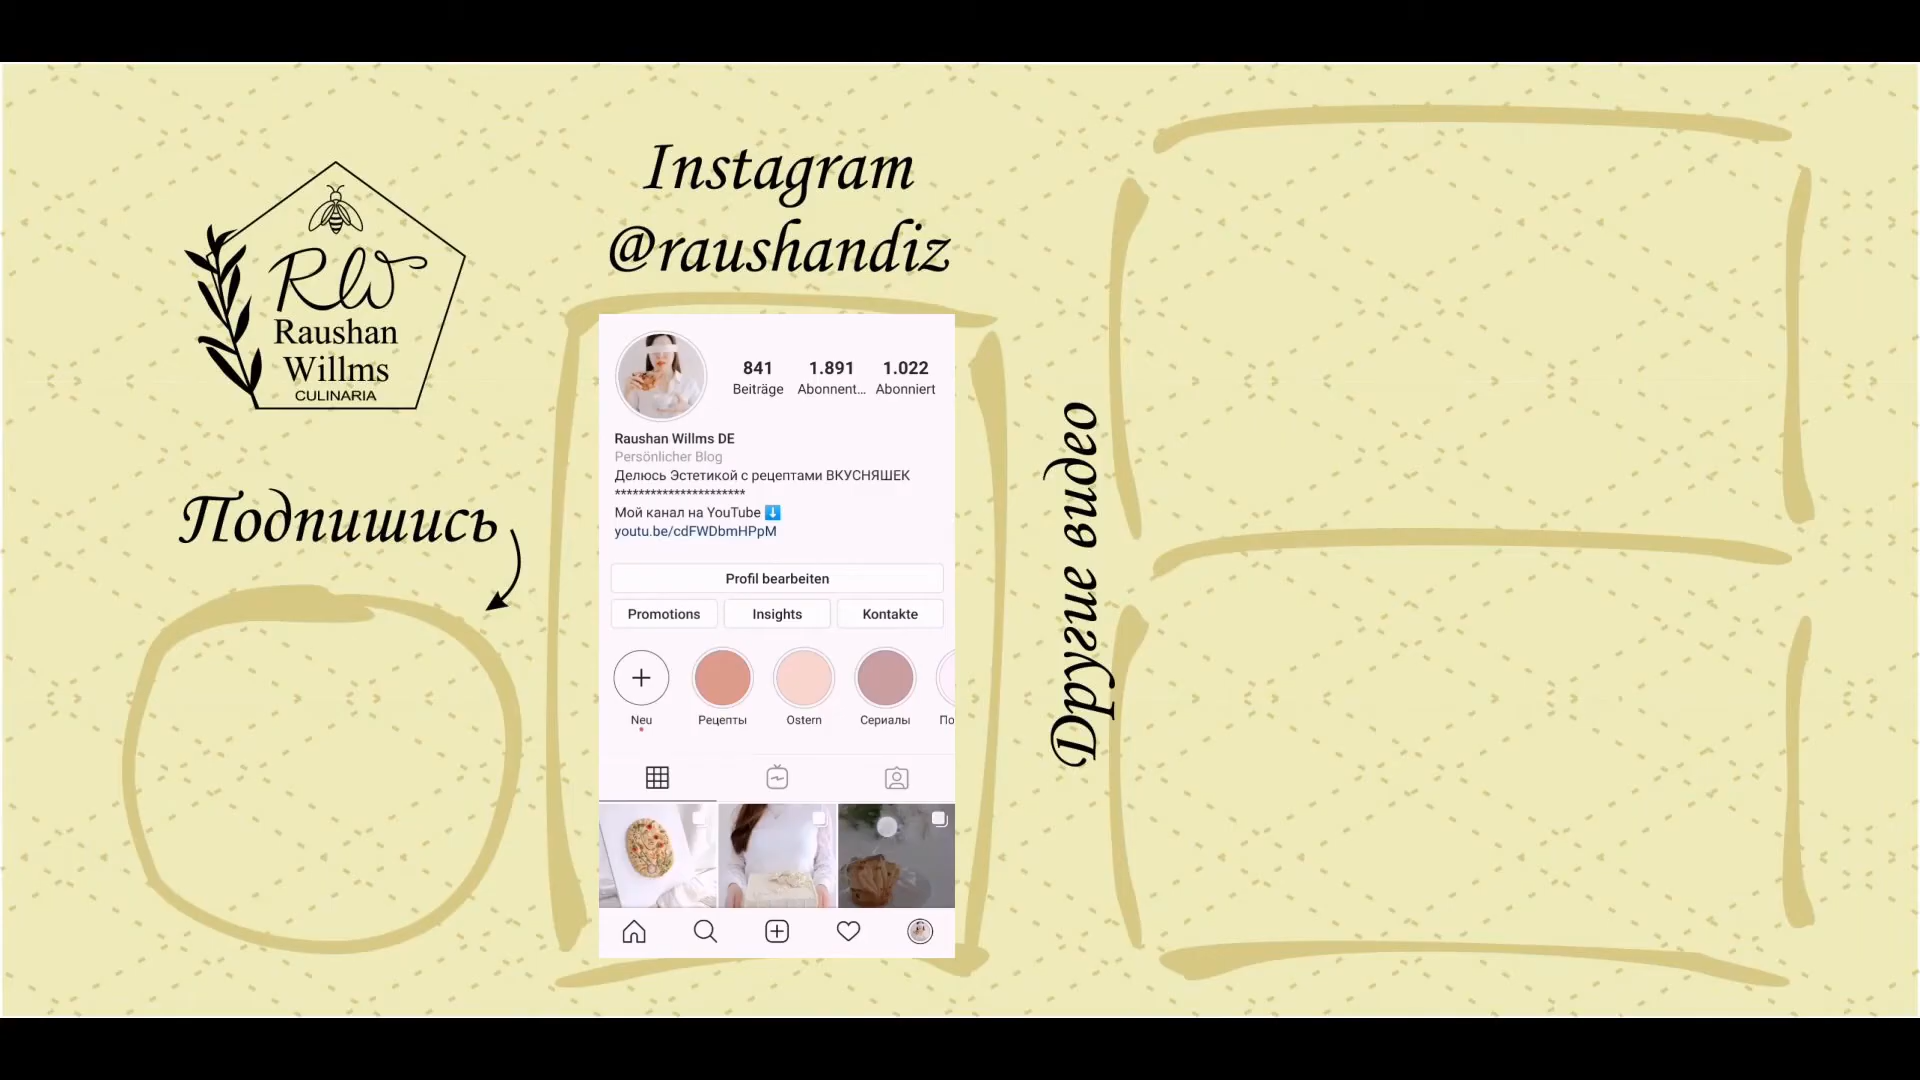 RW
Raushan
Willms
CULINARIA
Подпишись
Instagram
@raushandiz
841 1.891 1.022
Beiträge Abonnent... Abonniert
Raushan Willms DE
Persönlicher Blog
Делюсь Эстетикой с рецептами ВКУСНЯШЕК
**********************
Мой канал на YouTube ⬇️
youtu.be/cdFWDbmHPpM
Profil bearbeiten
Promotions Insights Kontakte
Neu Рецепты Ostern Сериалы По
Другие видео